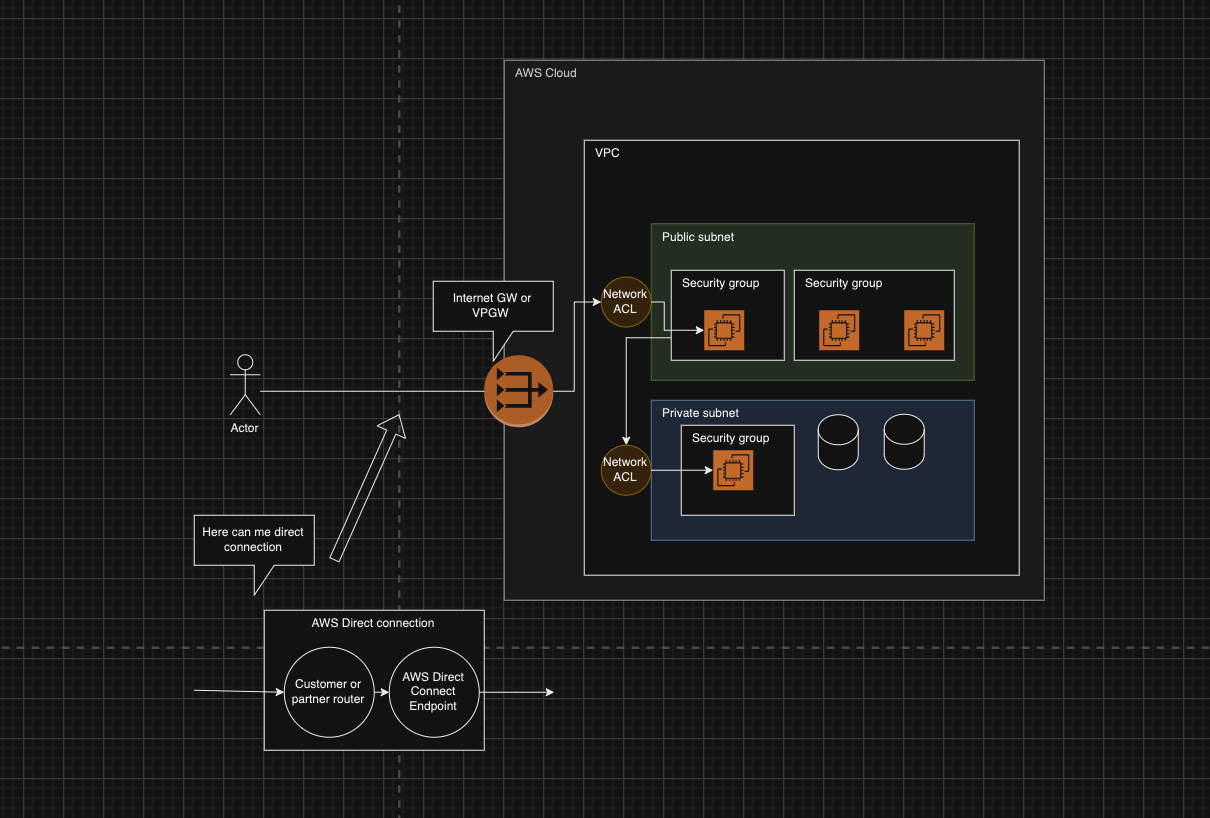 AWS Cloud
VPC
Public subnet
Security group
Security group
Internet GW or
VPGW
Network
ACL
Actor
Private subnet
Security group
Network
ACL
Here can me direct
connection
AWS Direct connection
Customer or
partner router
AWS Direct
Connect
Endpoint